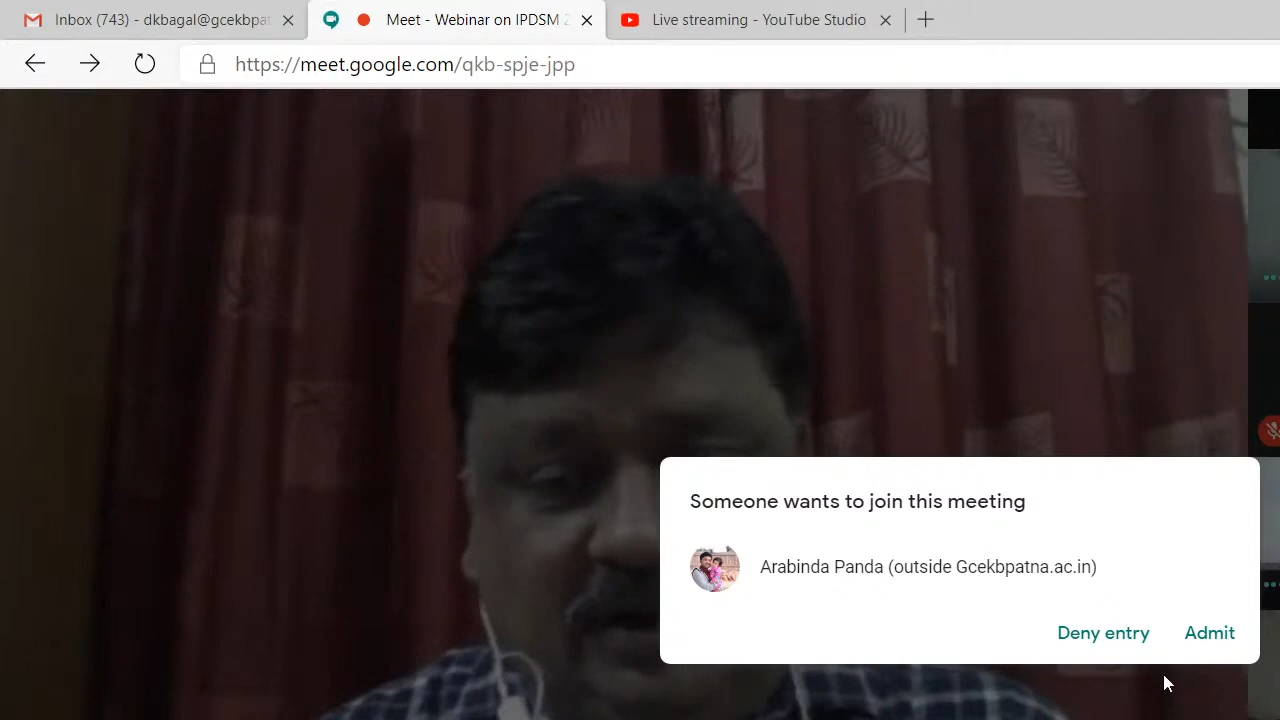 Inbox (743) - dkbagal@gcekbpat
Meet - Webinar on IPDSM 2
Live streaming - YouTube Studio
https://meet.google.com/qkb-spje-jpp
Someone wants to join this meeting
Arabinda Panda (outside Gcekbpatna.ac.in)
Deny entry
Admit